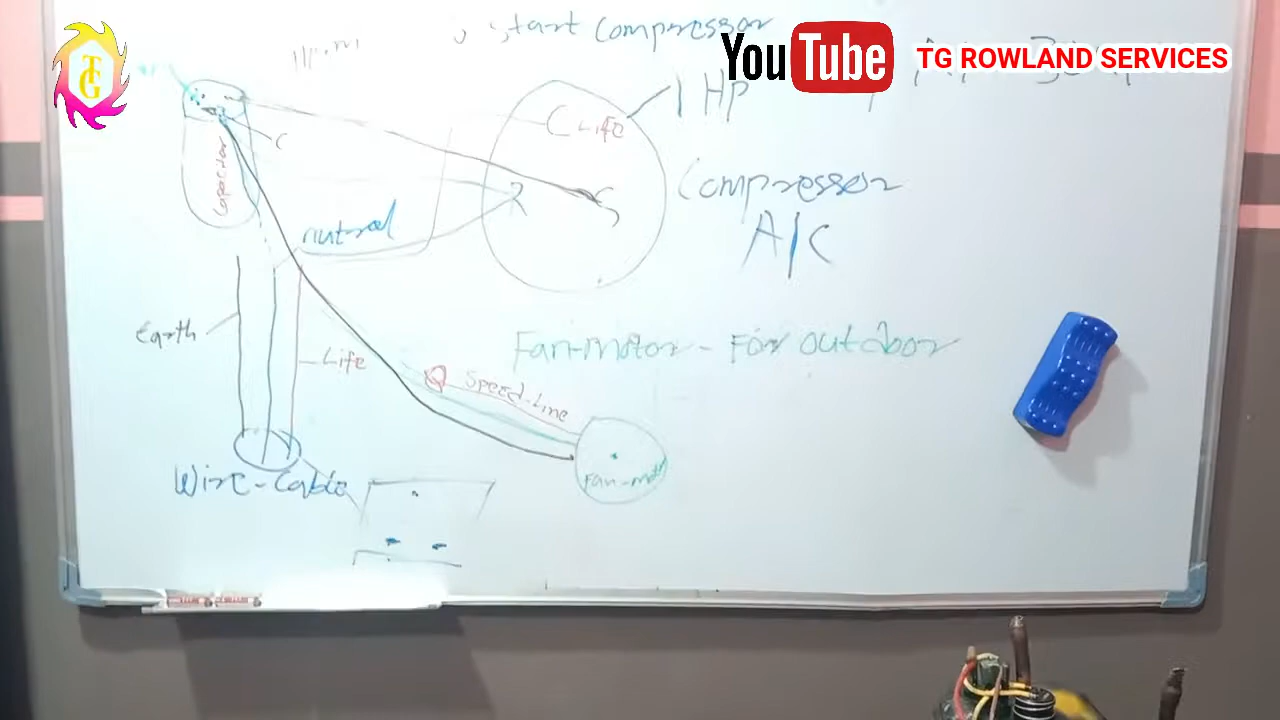 start compressor
YouTube
TG ROWLAND SERVICES
TG
1 HP
C Life
C
Capacitor
Compressor
R
S
A/C
nutral
Earth
Life
Fan-motor - For outdoor
Speed-Line
Fan-motor
Wire-Cable